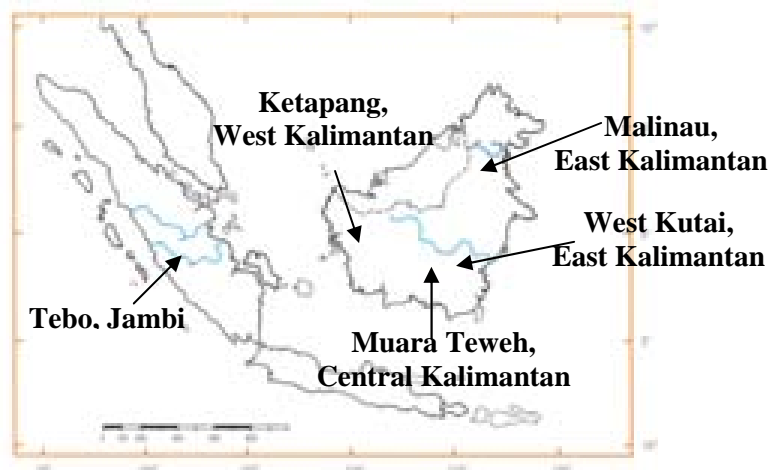 Ketapang,
West Kalimantan
Malinau,
East Kalimantan
West Kutai,
East Kalimantan
Tebo, Jambi
Muara Teweh,
Central Kalimantan